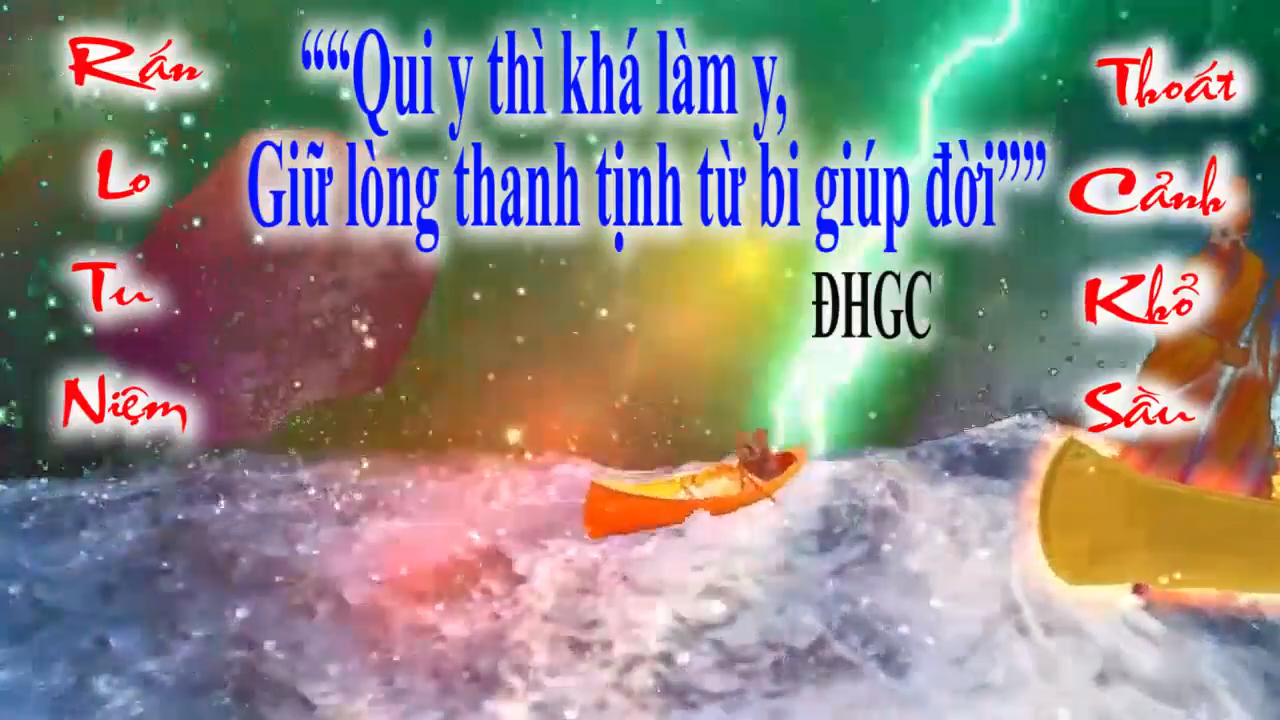 Rấn
Lo
Tu
Niệm
““Qui y thì khá làm y,
Giữ lòng thanh tịnh từ bi giúp đời””
ĐHGC
Thoát
Cảnh
Khổ
Sầu